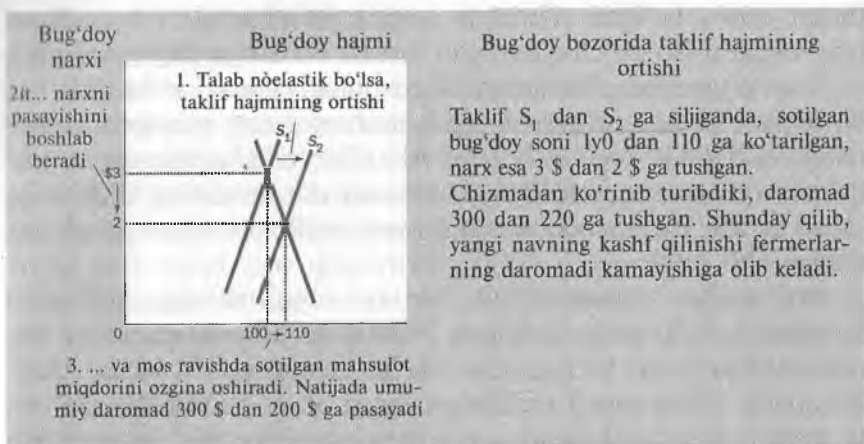 Bug‘doy
narxi
Bug‘doy hajmi
2ñ... narxni
pasayishini
boshlab
beradi
1. Talab nòelastik bo‘lsa,
taklif hajmining ortishi
S₁
S₂
$3
2
0
100→110
3. ... va mos ravishda sotilgan mahsulot
miqdorini ozgina oshiradi. Natijada umu-
miy daromad 300 $ dan 200 $ ga pasayadi
Bug‘doy bozorida taklif hajmining
ortishi
Taklif S₁ dan S₂ ga siljiganda, sotilgan
bug‘doy soni ly0 dan 110 ga ko‘tarilgan,
narx esa 3 $ dan 2 $ ga tushgan.
Chizmadan ko‘rinib turibdiki, daromad
300 dan 220 ga tushgan. Shunday qilib,
yangi navning kashf qilinishi fermerlar-
ning daromadi kamayishiga olib keladi.